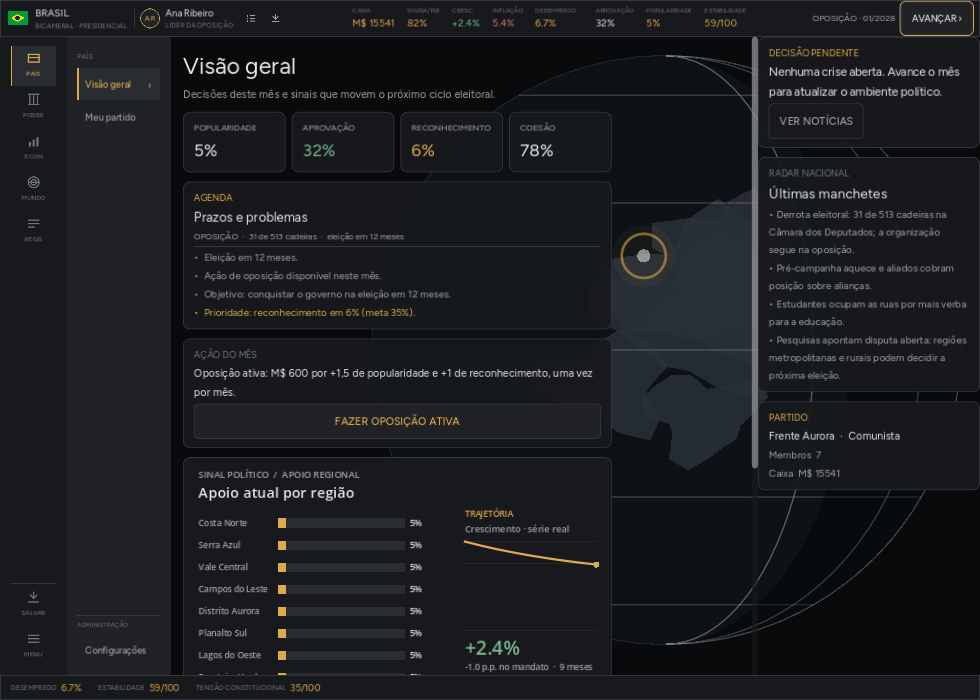 BRASIL
BICAMERAL PRESIDENCIAL
AR
Ana Ribeiro
LÍDER DA OPOSIÇÃO
CAIXA
M$ 15541
DÍVIDA/RB
82%
CRESC.
+2.4%
INFLAÇÃO
5.4%
DESEMPREGO
6.7%
APROVAÇÃO
32%
POPULARIDADE
5%
ESTABILIDADE
59/100
OPOSIÇÃO · 01/2028
AVANÇAR ›
PAÍS
PODER
ECON
MUNDO
REGIS
SALVAR
MENU
PAÍS
Visão geral ›
Meu partido
ADMINISTRAÇÃO
Configurações
Visão geral
Decisões deste mês e sinais que movem o próximo ciclo eleitoral.
POPULARIDADE
5%
APROVAÇÃO
32%
RECONHECIMENTO
6%
COESÃO
78%
AGENDA
Prazos e problemas
OPOSIÇÃO · 31 de 513 cadeiras · eleição em 12 meses
• Eleição em 12 meses.
• Ação de oposição disponível neste mês.
• Objetivo: conquistar o governo na eleição em 12 meses.
• Prioridade: reconhecimento em 6% (meta 35%).
AÇÃO DO MÊS
Oposição ativa: M$ 600 por +1,5 de popularidade e +1 de reconhecimento, uma vez
por mês.
FAZER OPOSIÇÃO ATIVA
SINAL POLÍTICO / APOIO REGIONAL
Apoio atual por região
Costa Norte 5%
Serra Azul 5%
Vale Central 5%
Campos do Leste 5%
Distrito Aurora 5%
Planalto Sul 5%
Lagos do Oeste 5%
TRAJETÓRIA
Crescimento · série real
+2.4%
-1.0 p.p. no mandato · 9 meses
DECISÃO PENDENTE
Nenhuma crise aberta. Avance o mês
para atualizar o ambiente político.
VER NOTÍCIAS
RADAR NACIONAL
Últimas manchetes
• Derrota eleitoral: 31 de 513 cadeiras na
Câmara dos Deputados; a organização
segue na oposição.
• Pré-campanha aquece e aliados cobram
posição sobre alianças.
• Estudantes ocupam as ruas por mais verba
para a educação.
• Pesquisas apontam disputa aberta: regiões
metropolitanas e rurais podem decidir a
próxima eleição.
PARTIDO
Frente Aurora · Comunista
Membros 7
Caixa M$ 15541
DESEMPREGO 6.7% ESTABILIDADE 59/100 TENSÃO CONSTITUCIONAL 35/100